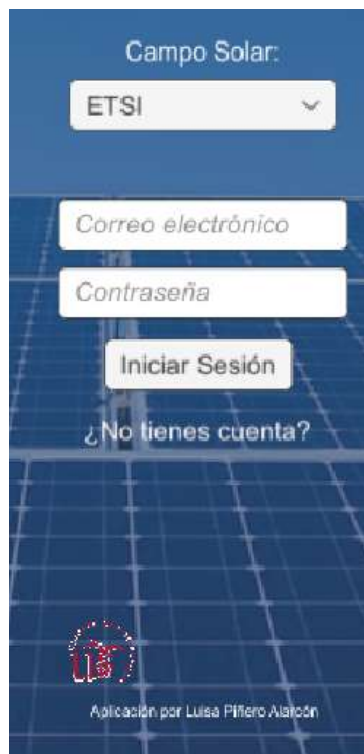 Campo Solar:
ETSI
Correo electrónico
Contraseña
Iniciar Sesión
¿No tienes cuenta?
Aplicación por Luisa Piñero Alarcón